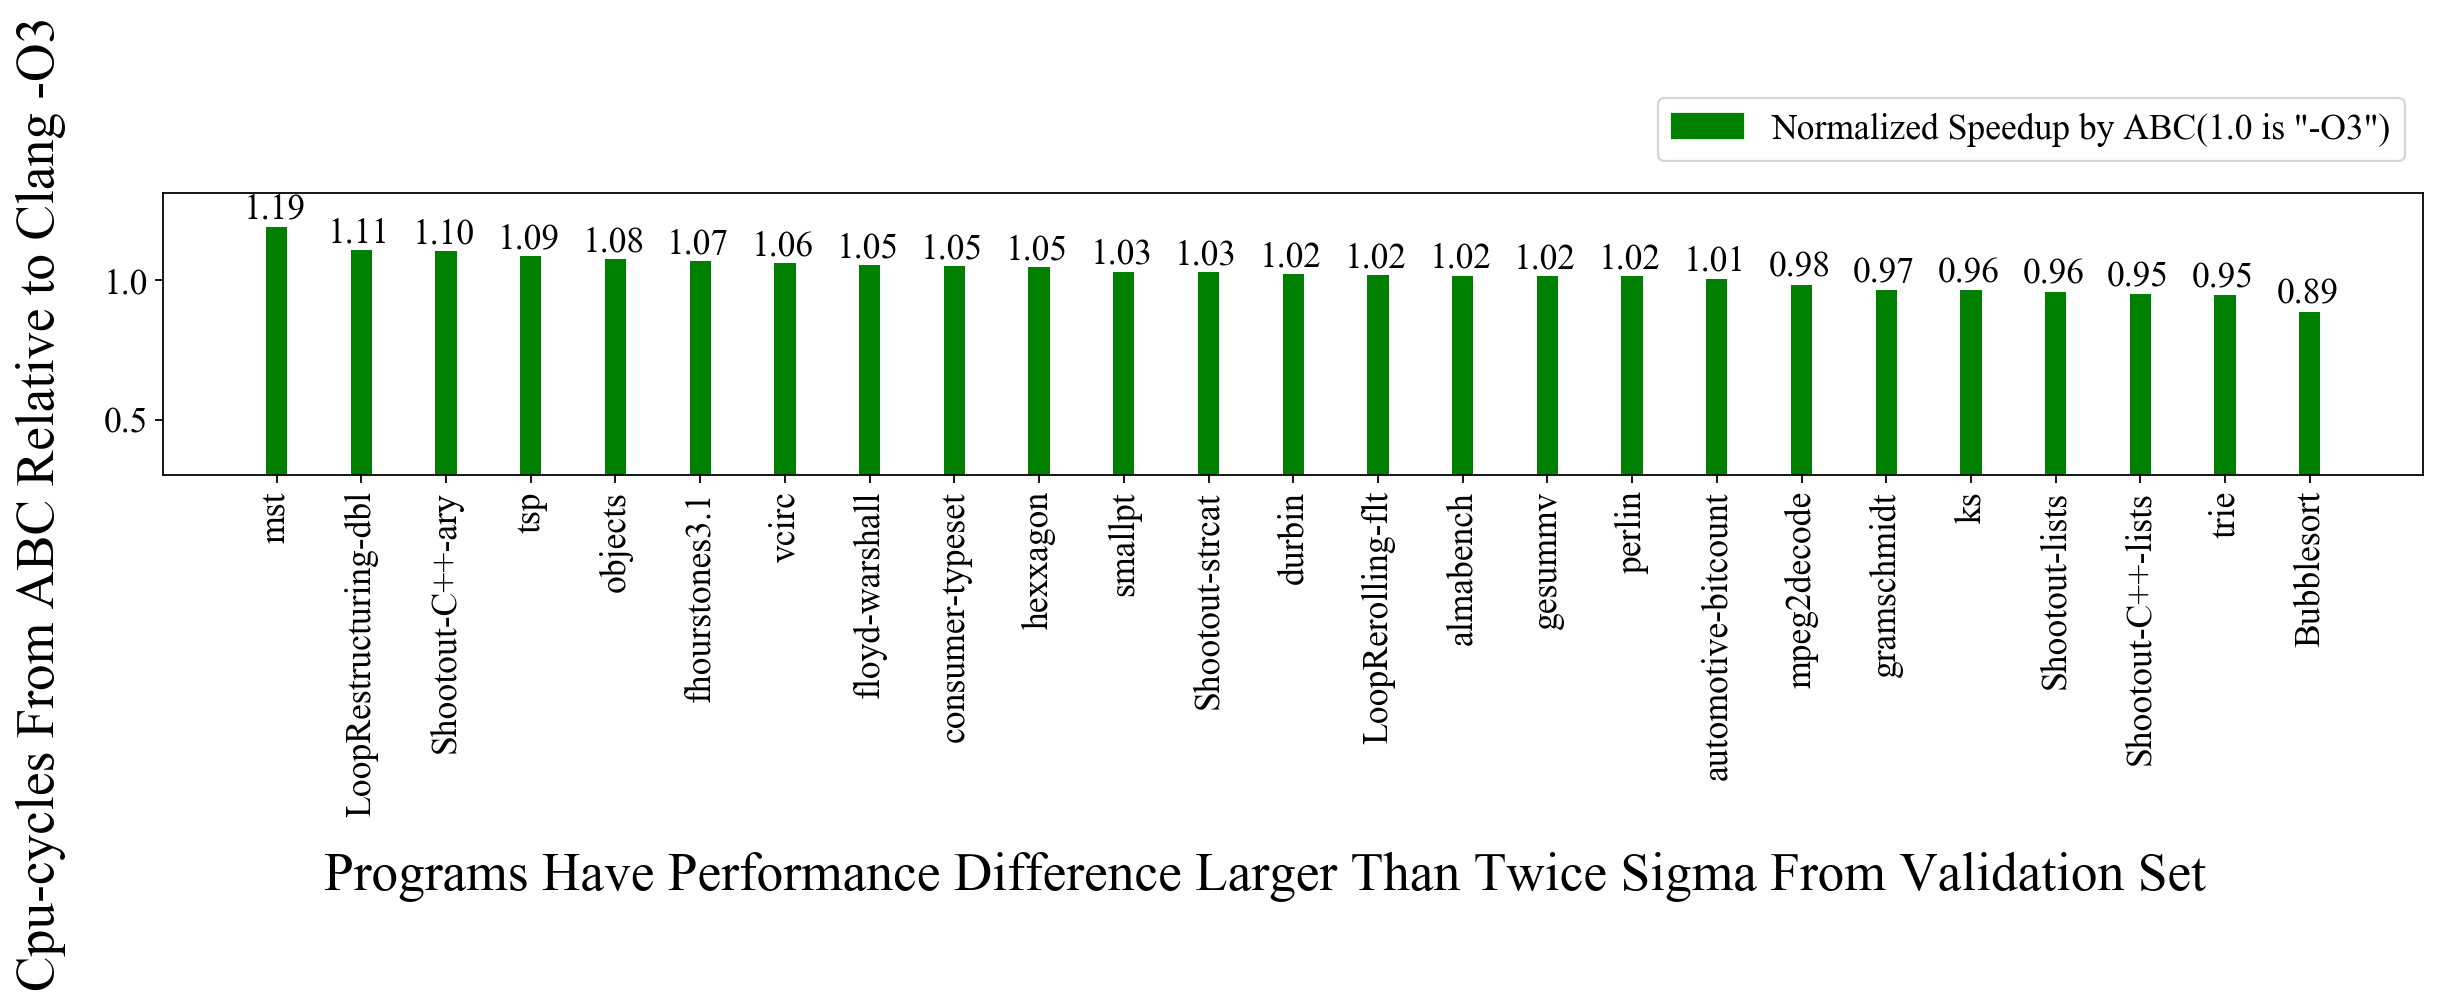 Cpu-cycles From ABC Relative to Clang -O3
Normalized Speedup by ABC(1.0 is "-O3")
1.19
1.11
1.10
1.09
1.08
1.07
1.06
1.05
1.05
1.05
1.03
1.03
1.02
1.02
1.02
1.02
1.02
1.01
0.98
0.97
0.96
0.96
0.95
0.95
0.89
1.0
0.5
mst
LoopRestructuring-dbl
Shootout-C++-ary
tsp
objects
fhourstones3.1
vcirc
floyd-warshall
consumer-typeset
hexxagon
smallpt
Shootout-strcat
durbin
LoopRerolling-flt
almabench
gesummv
perlin
automotive-bitcount
mpeg2decode
gramschmidt
ks
Shootout-lists
Shootout-C++-lists
trie
Bubblesort
Programs Have Performance Difference Larger Than Twice Sigma From Validation Set